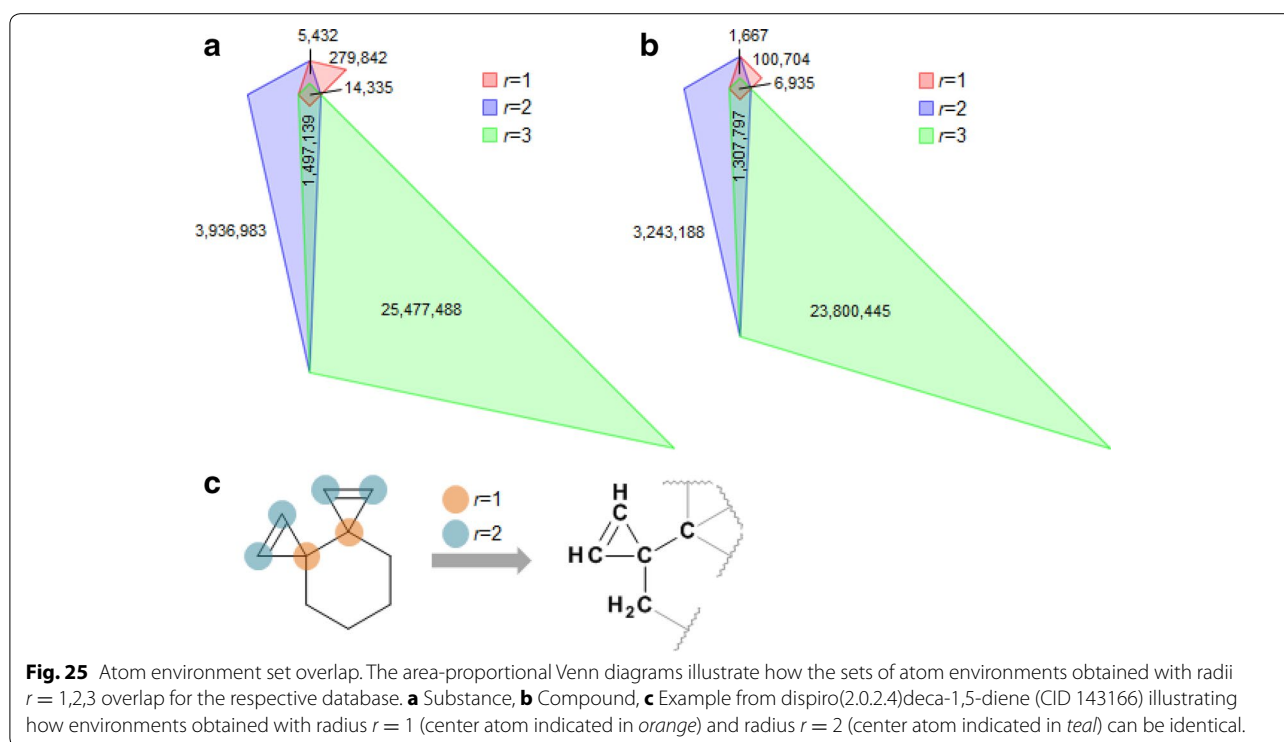 a
5,432
279,842
14,335
1,497,139
3,936,983
25,477,488
r=1
r=2
r=3
b
1,667
100,704
6,935
1,307,797
3,243,188
23,800,445
r=1
r=2
r=3
c
r=1
r=2
H
C
HC
C
H₂C
Fig. 25 Atom environment set overlap. The area-proportional Venn diagrams illustrate how the sets of atom environments obtained with radii
r = 1,2,3 overlap for the respective database. a Substance, b Compound, c Example from dispiro(2.0.2.4)deca-1,5-diene (CID 143166) illustrating
how environments obtained with radius r = 1 (center atom indicated in orange) and radius r = 2 (center atom indicated in teal) can be identical.